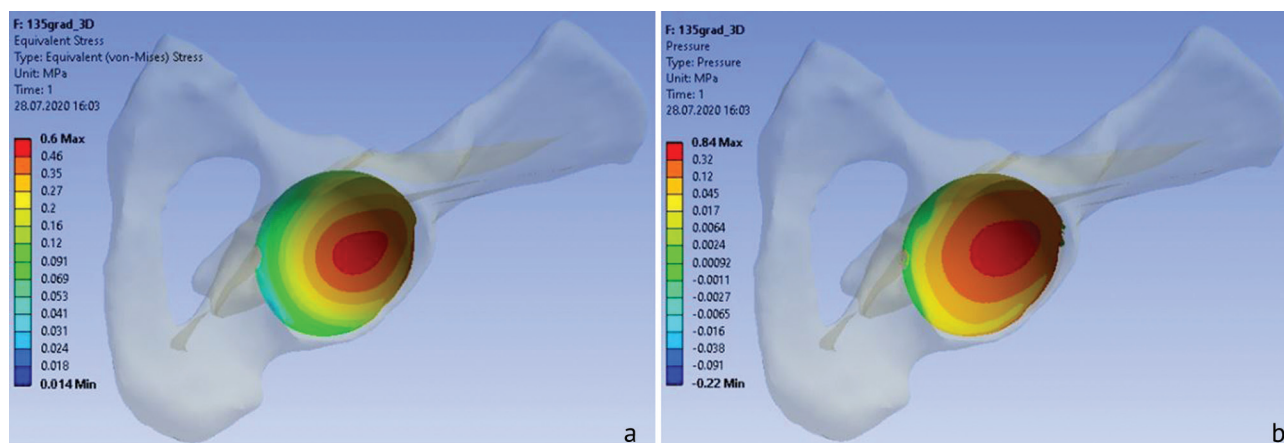 F: 135grad_3D
Equivalent Stress
Type: Equivalent (von-Mises) Stress
Unit: MPa
Time: 1
28.07.2020 16:03
0.6 Max
0.46
0.35
0.27
0.2
0.16
0.12
0.091
0.069
0.053
0.041
0.031
0.024
0.018
0.014 Min
a
F: 135grad_3D
Pressure
Type: Pressure
Unit: MPa
Time: 1
28.07.2020 16:03
0.84 Max
0.32
0.12
0.045
0.017
0.0064
0.0024
0.00092
-0.0011
-0.0027
-0.0065
-0.016
-0.038
-0.091
-0.22 Min
b